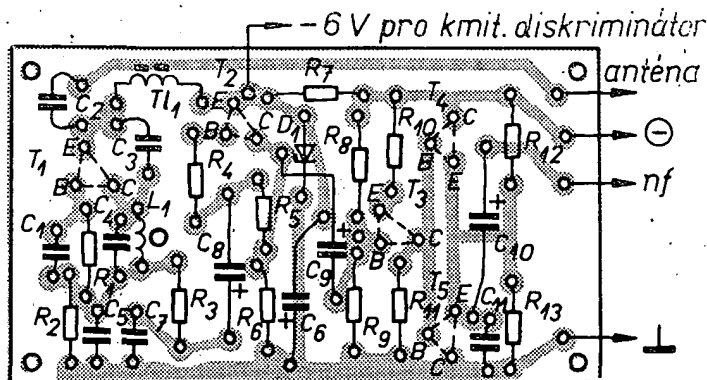 – 6 V pro kmit. diskriminátor
anténa
⊖
nf
C2
Tl1
T2
R7
T4
E
C
D1
R10
C
R12
T1
E
C3
B
R4
R8
B
E
B
C
E
T3
C1
C4
L1
R5
C
C8
C9
B
C10
R1
T5
E
C11
R2
C5
C7
R3
R6
C6
R9
R11
B
C
R13